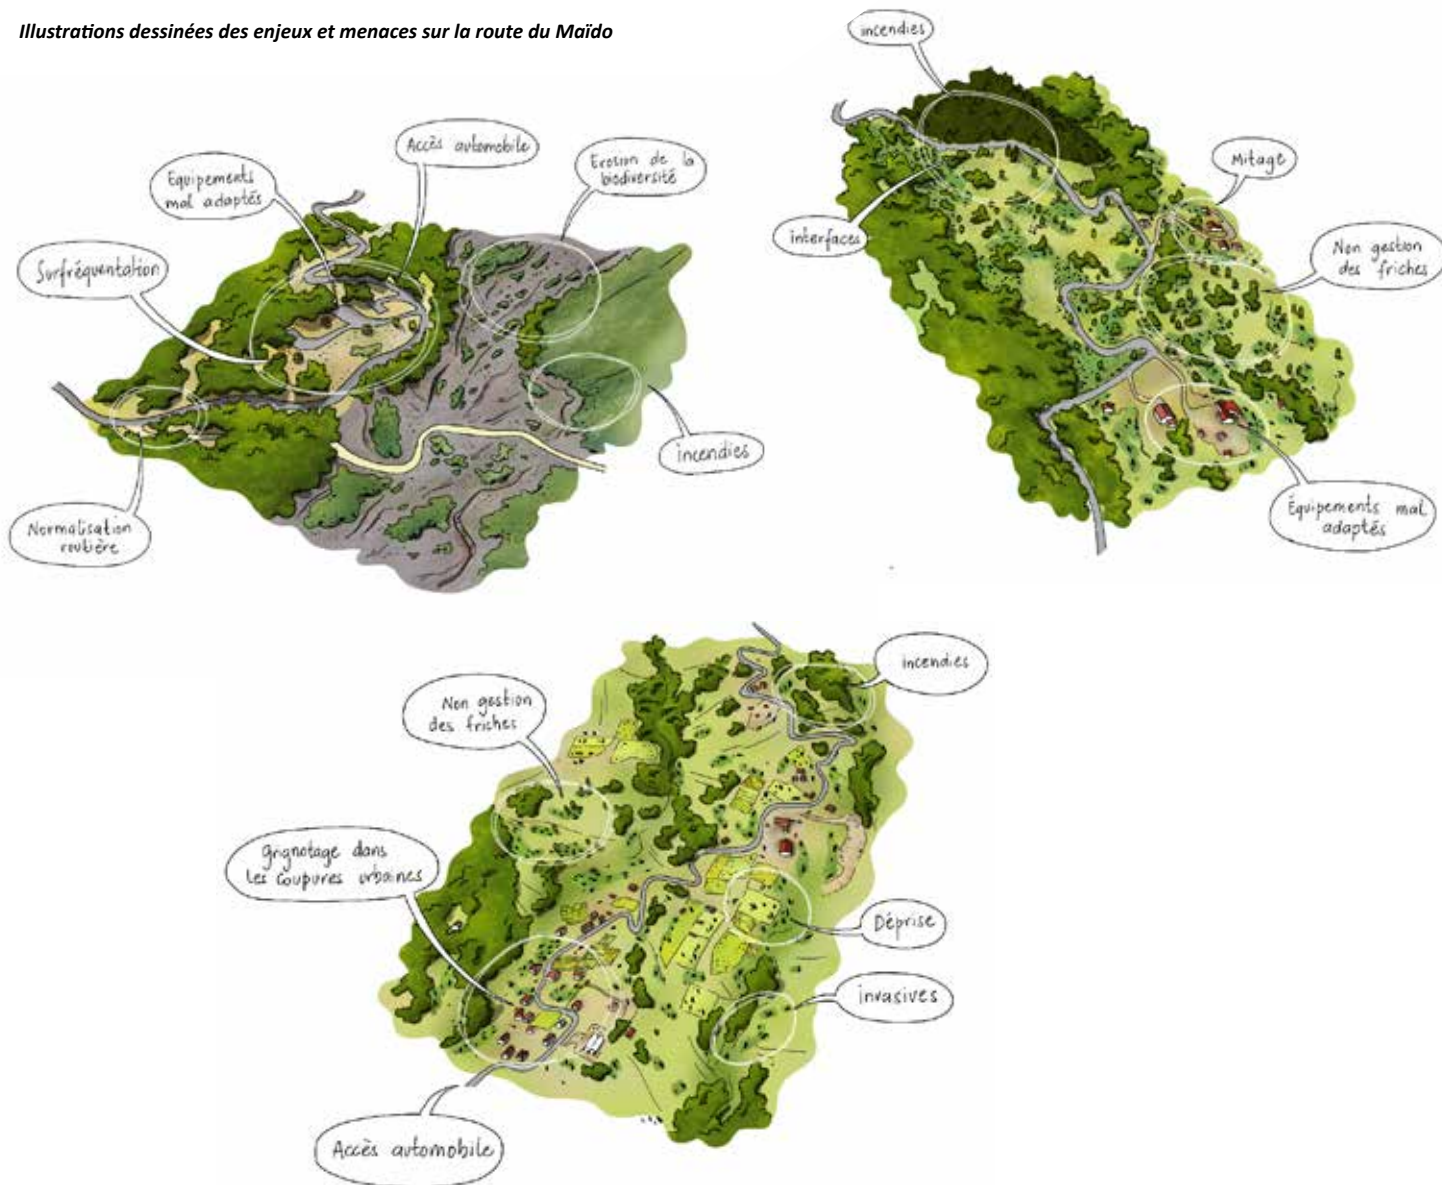 Illustrations dessinées des enjeux et menaces sur la route du Maïdo
Accès automobile
Equipements
mal adaptés
Erosion de la
biodiversité
Surfréquentation
incendies
Normalisation
routière
incendies
Mitage
interfaces
Non gestion
des friches
Équipements mal
adaptés
incendies
Non gestion
des friches
Grignotage dans
les coupures urbaines
Déprise
invasives
Accès automobile